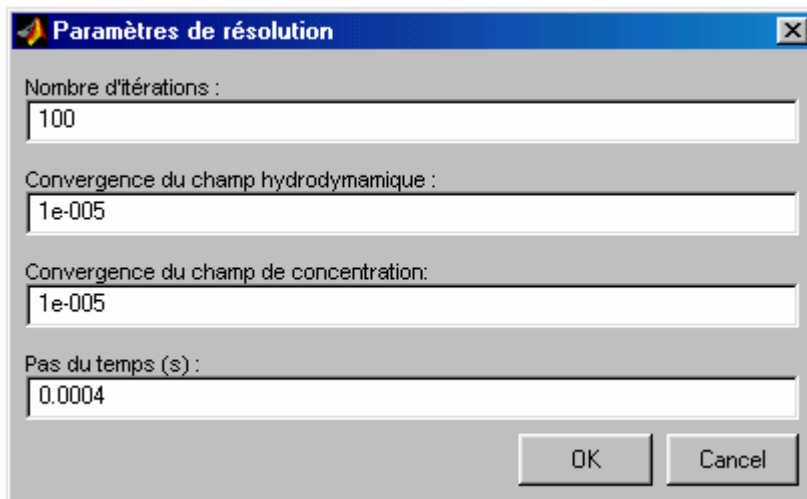 Paramètres de résolution
Nombre d'itérations :
100
Convergence du champ hydrodymamique :
1e-005
Convergence du champ de concentration:
1e-005
Pas du temps (s) :
0.0004
OK Cancel